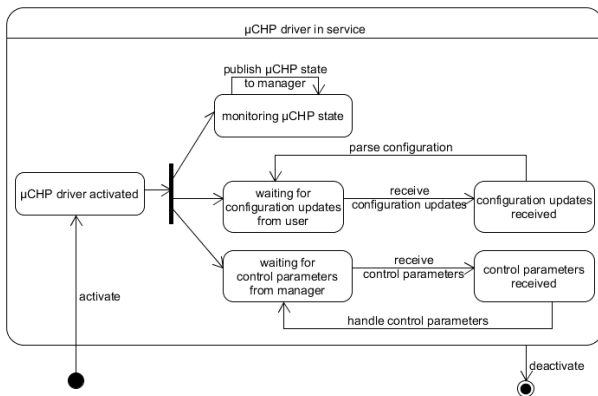 µCHP driver in service
publish µCHP state
to manager
monitoring µCHP state
parse configuration
µCHP driver activated
waiting for
configuration updates
from user
receive
configuration updates
configuration updates
received
waiting for
control parameters
from manager
receive
control parameters
control parameters
received
activate
handle control parameters
deactivate